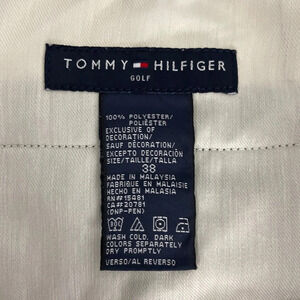 TOMMY HILFIGER
GOLF
100% POLYESTER/
POLIÉSTER
EXCLUSIVE OF
DECORATION/
SAUF DÉCORATION/
EXCEPTO DECORACIÓN
SIZE/TAILLE/TALLA
38
MADE IN MALAYSIA
FABRIQUE EN MALAISIE
HECHO EN MALASIA
RN#15481
CA#20781
(DNP-PEN)
WASH COLD. DARK
COLORS SEPARATELY
DRY PROMPTLY
VERSO/AL REVERSO